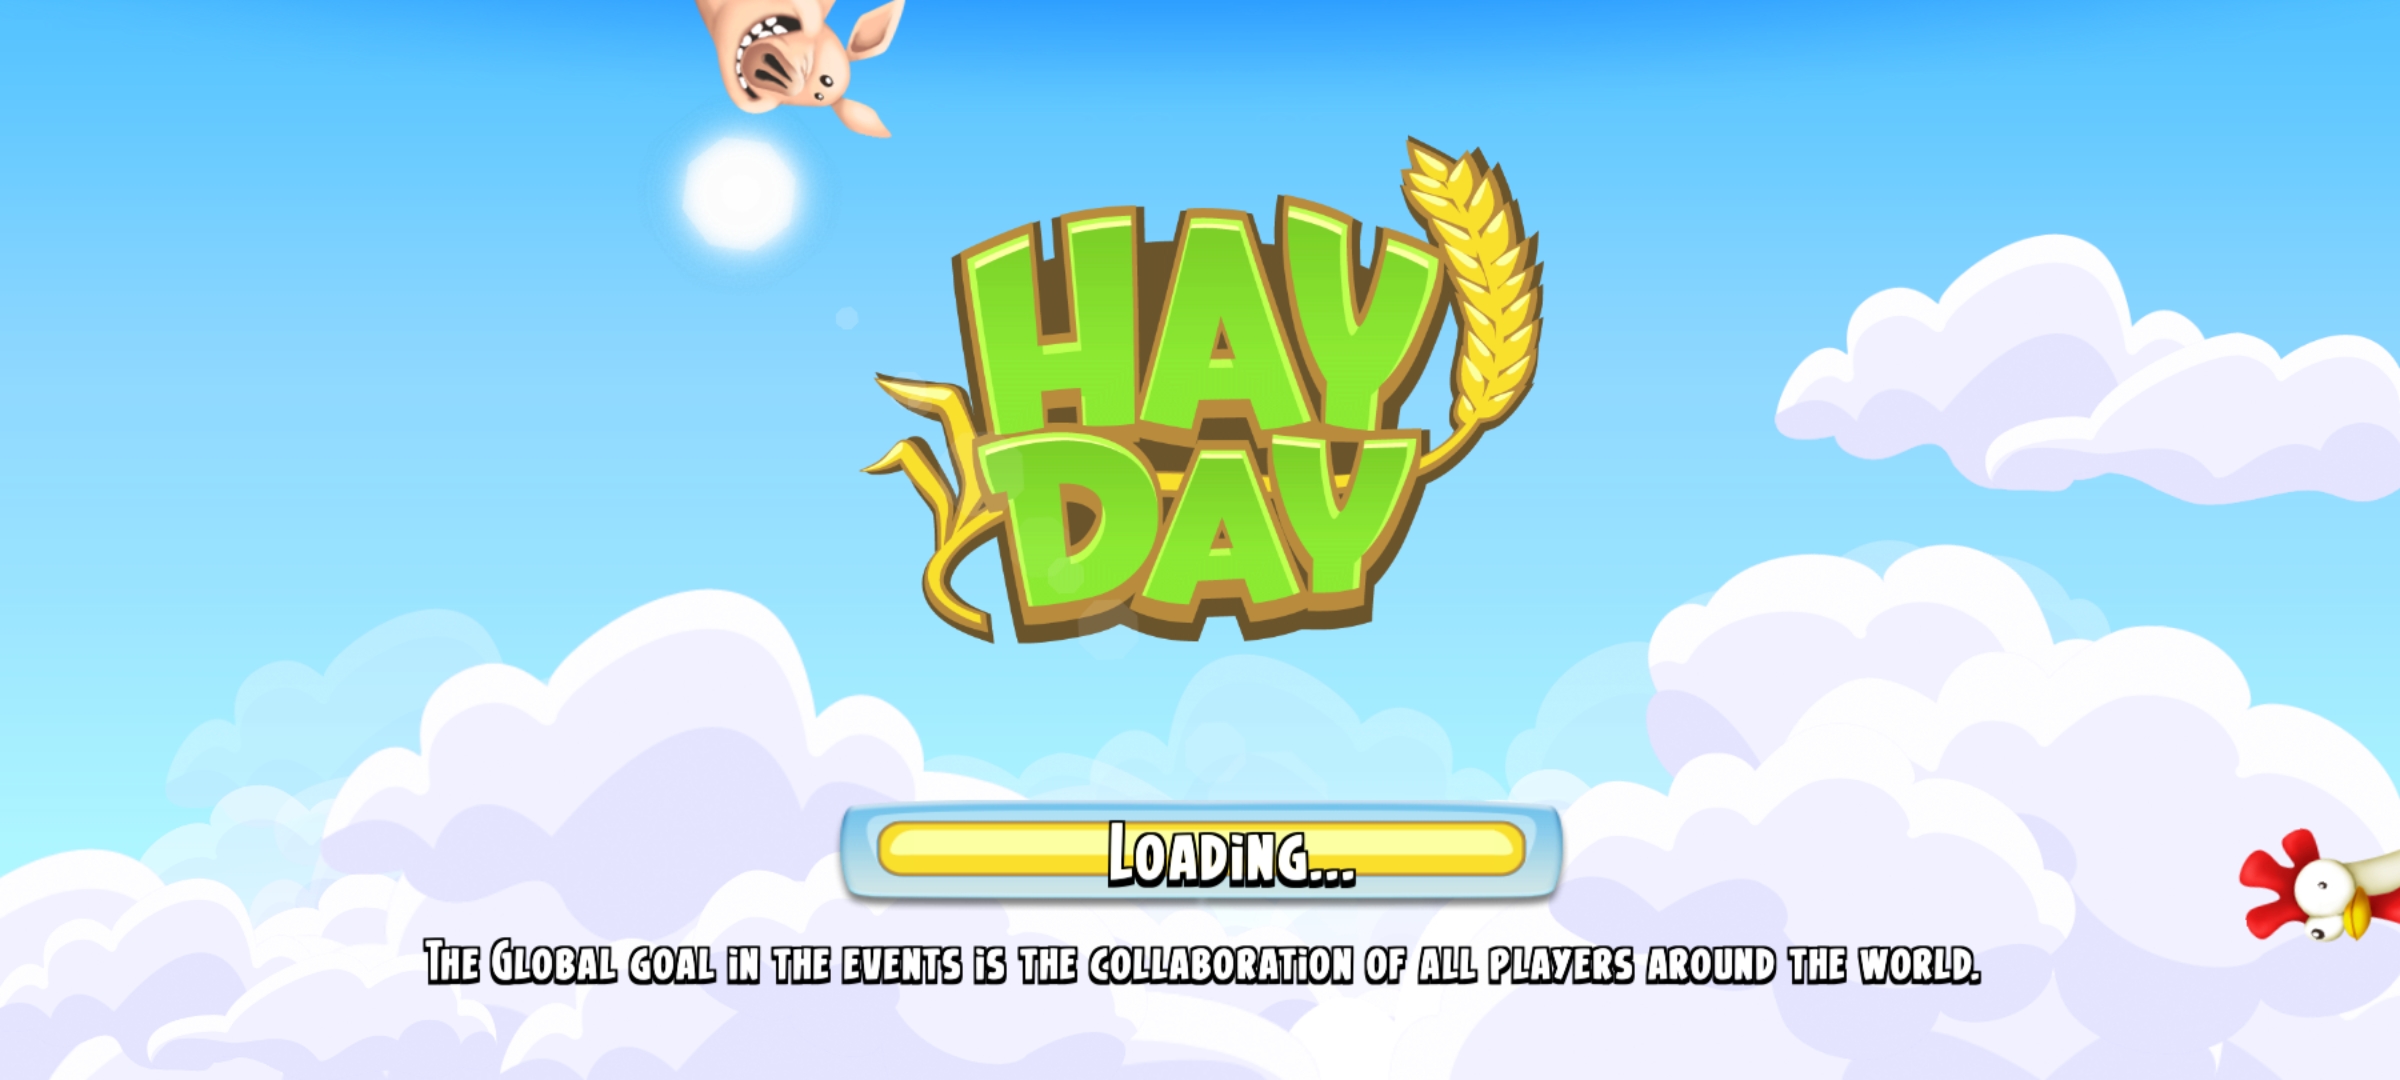 HAY
DAY
LOADiNG...
THE GLOBAL GOAL iN THE EVENTS iS THE COLLABORATiON OF ALL PLAYERS AROUND THE WORLD.